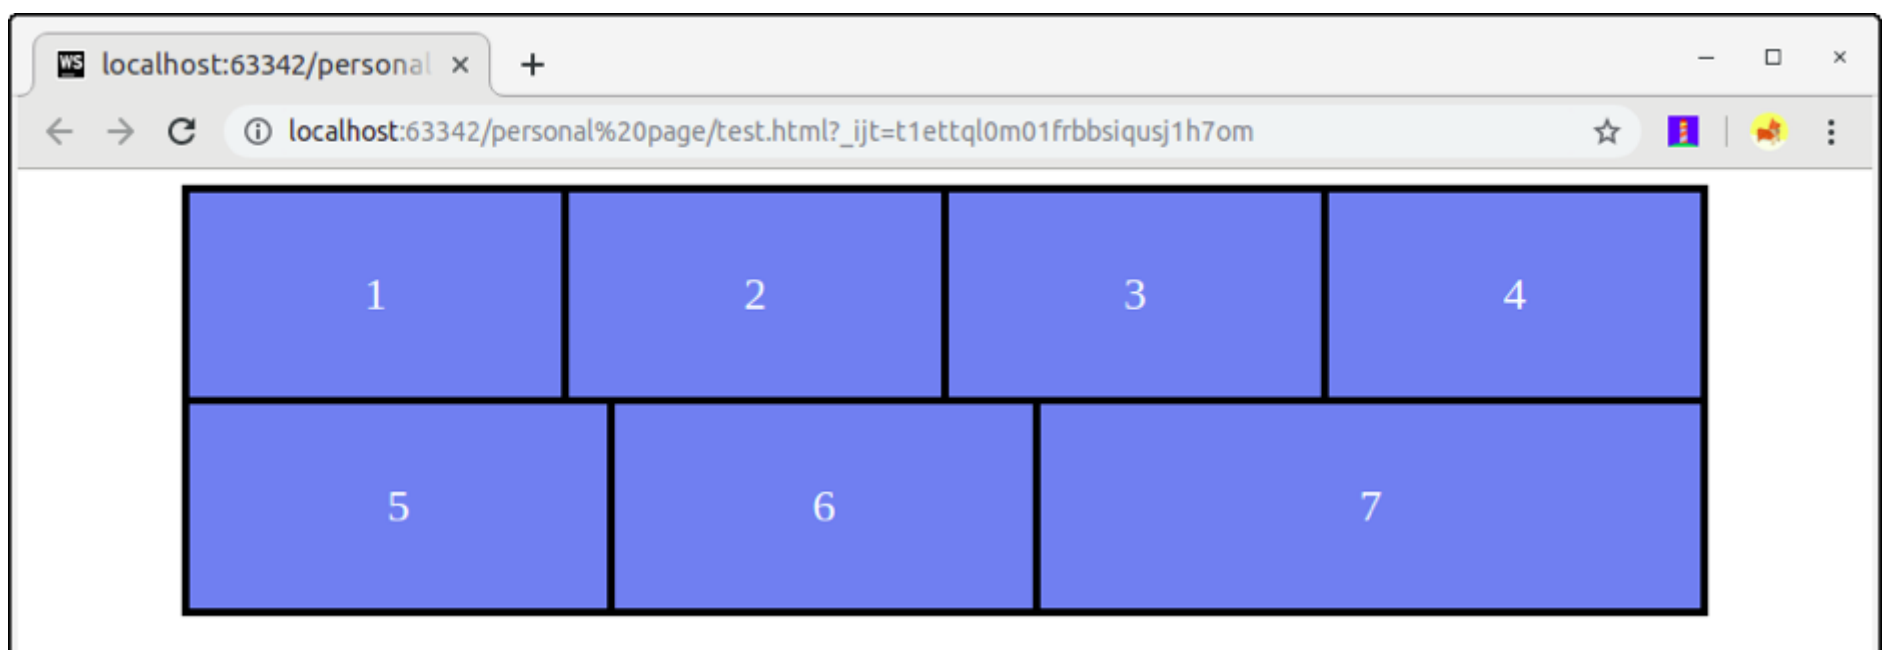 WS localhost:63342/personal
localhost:63342/personal%20page/test.html?_ijt=t1ettql0m01frbbsiqusj1h7om
1 2 3 4
5 6 7